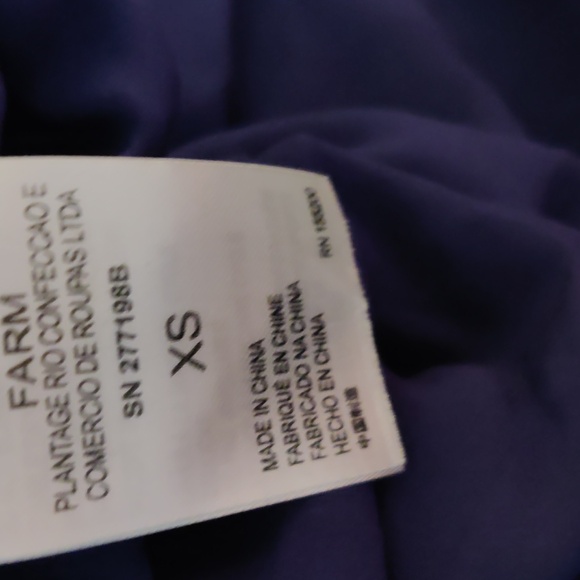 FARM
PLANTAGE RIO CONFECCAO E
COMERCIO DE ROUPAS LTDA
SN 277198B
XS
MADE IN CHINA
FABRIQUÉ EN CHINE
FABRICADO NA CHINA
HECHO EN CHINA
中国制造
RN